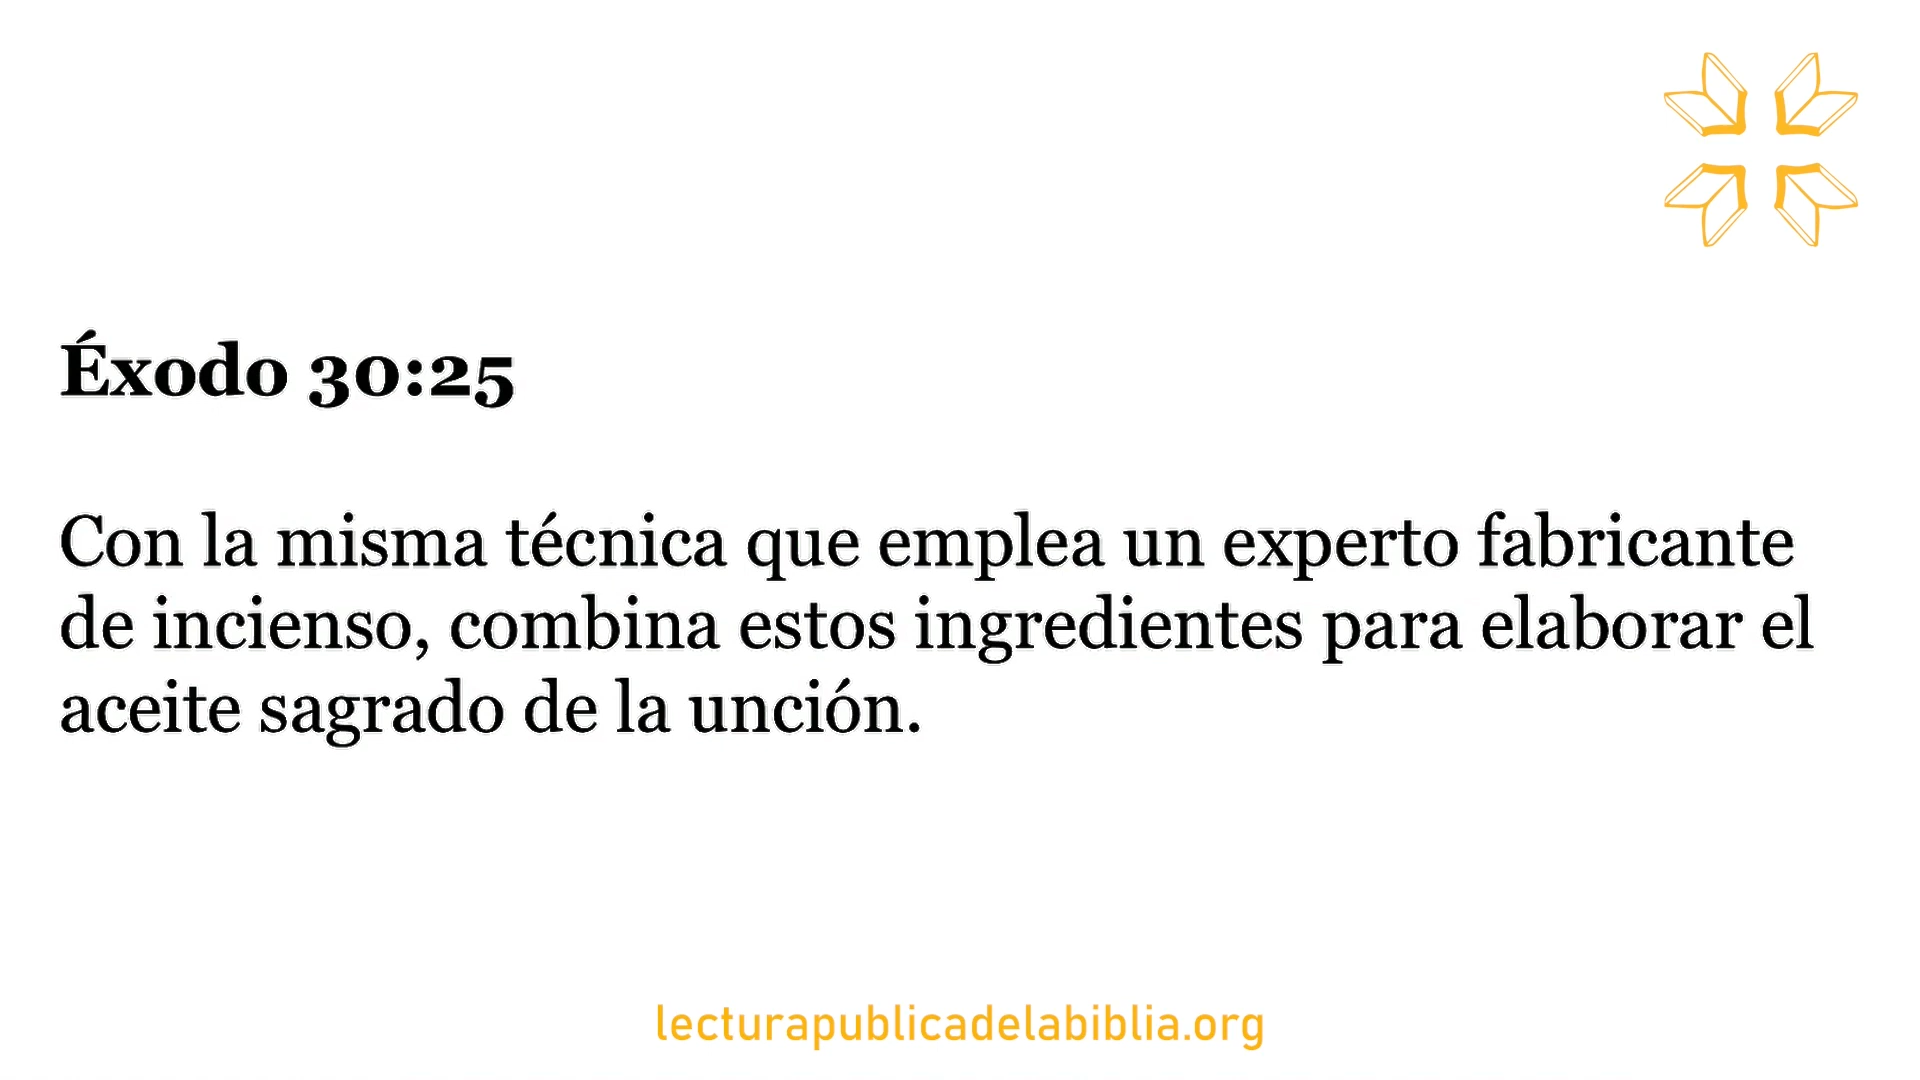 Éxodo 30:25
Con la misma técnica que emplea un experto fabricante
de incienso, combina estos ingredientes para elaborar el
aceite sagrado de la unción.
lecturapublicadelabiblia.org